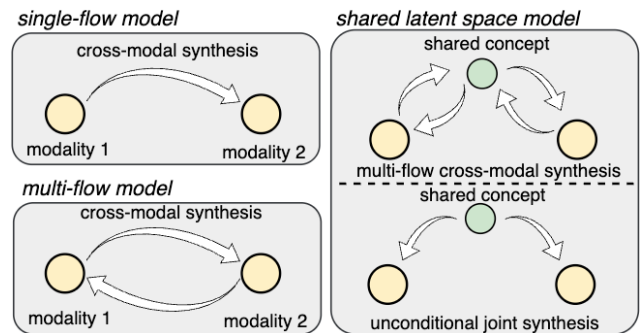 single-flow model
cross-modal synthesis
modality 1
modality 2
multi-flow model
cross-modal synthesis
modality 1
modality 2
shared latent space model
shared concept
multi-flow cross-modal synthesis
shared concept
unconditional joint synthesis